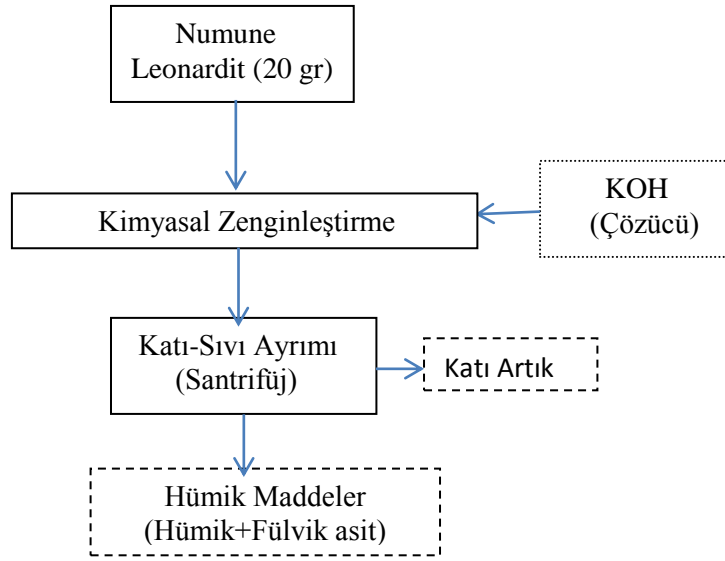 Numune
Leonardit (20 gr)
KOH
(Çözücü)
Kimyasal Zenginleştirme
Katı-Sıvı Ayrımı
(Santrifüj)
Katı Artık
Hümik Maddeler
(Hümik+Fülvik asit)